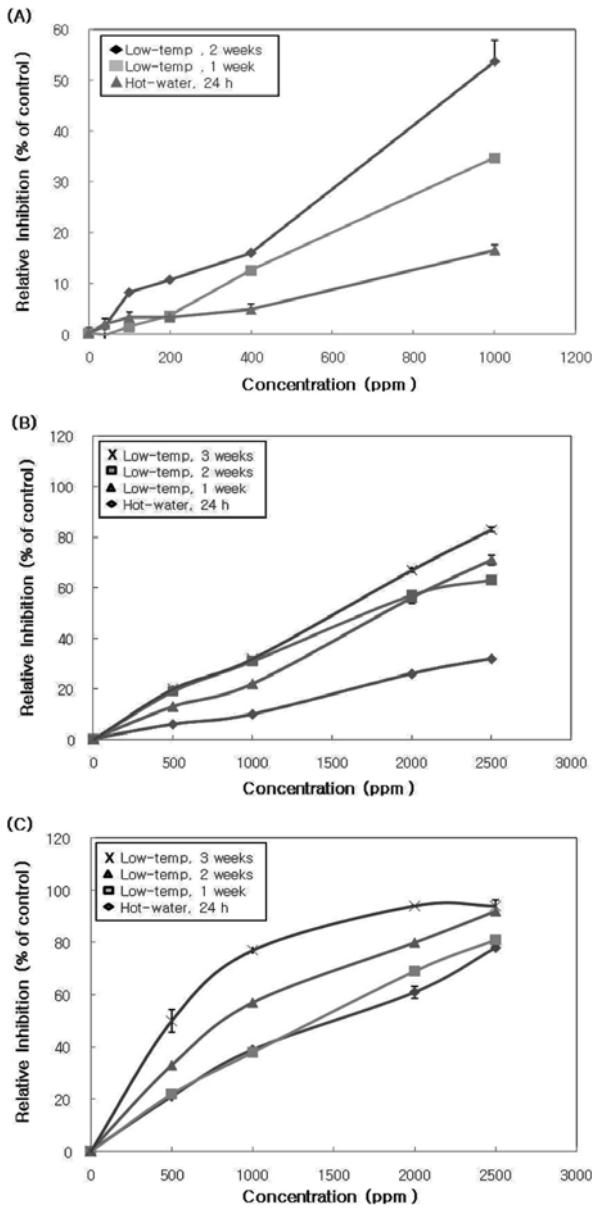 (A)
60
50
40
30
20
10
0
Relative Inhibition (% of control)
Low-temp , 2 weeks
Low-temp , 1 week
Hot-water, 24 h
0 200 400 600 800 1000 1200
Concentration (ppm)
(B)
120
100
80
60
40
20
0
Relative Inhibition (% of control)
Low-temp, 3 weeks
Low-temp, 2 weeks
Low-temp, 1 week
Hot-water, 24 h
0 500 1000 1500 2000 2500 3000
Concentration (ppm)
(C)
120
100
80
60
40
20
0
Relative Inhibition (% of control)
Low-temp, 3 weeks
Low-temp, 2 weeks
Low-temp, 1 week
Hot-water, 24 h
0 500 1000 1500 2000 2500 3000
Concentration (ppm)